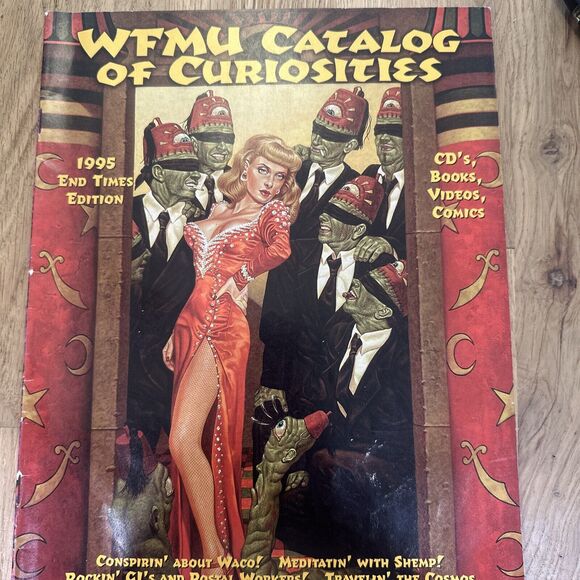 WFMU CATALOG
OF CURIOSITIES
1995
END TIMES
EDITION
CD'S,
BOOKS,
VIDEOS,
COMICS
CONSPIRIN' ABOUT WACO! MEDITATIN' WITH SHEMP!
ROCKIN' GI'S AND POSTAL WORKERS! TRAVELIN' THE COSMOS